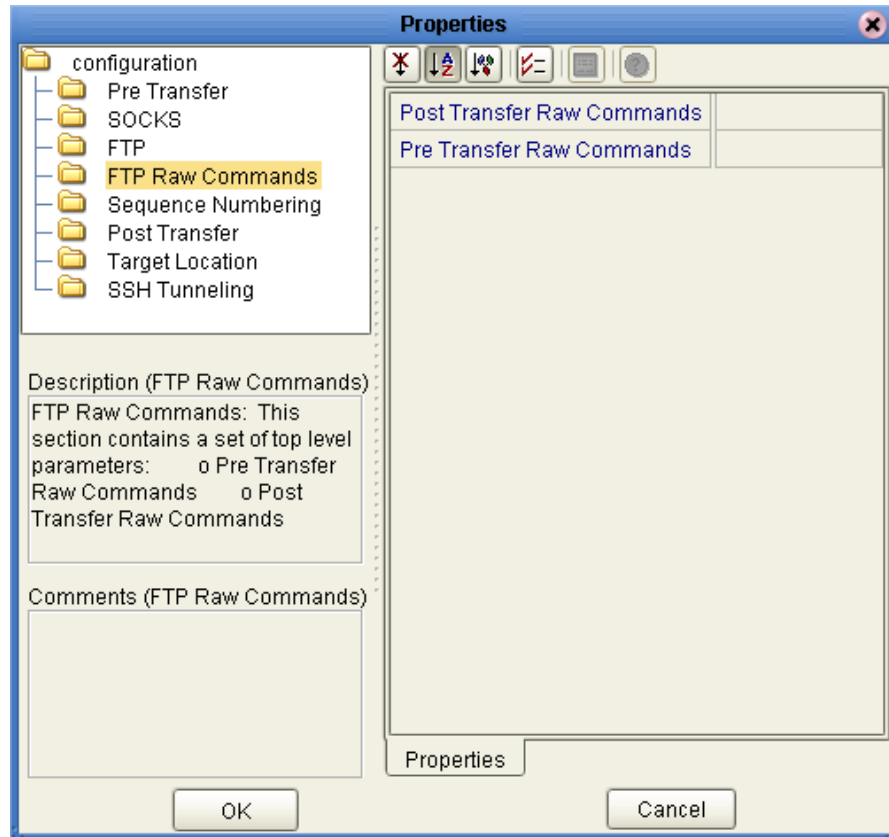 Properties
configuration
Pre Transfer
SOCKS
FTP
FTP Raw Commands
Sequence Numbering
Post Transfer
Target Location
SSH Tunneling
Description (FTP Raw Commands)
FTP Raw Commands:  This
section contains a set of top level
parameters:        o Pre Transfer
Raw Commands        o Post
Transfer Raw Commands
Comments (FTP Raw Commands)
Post Transfer Raw Commands
Pre Transfer Raw Commands
Properties
OK
Cancel